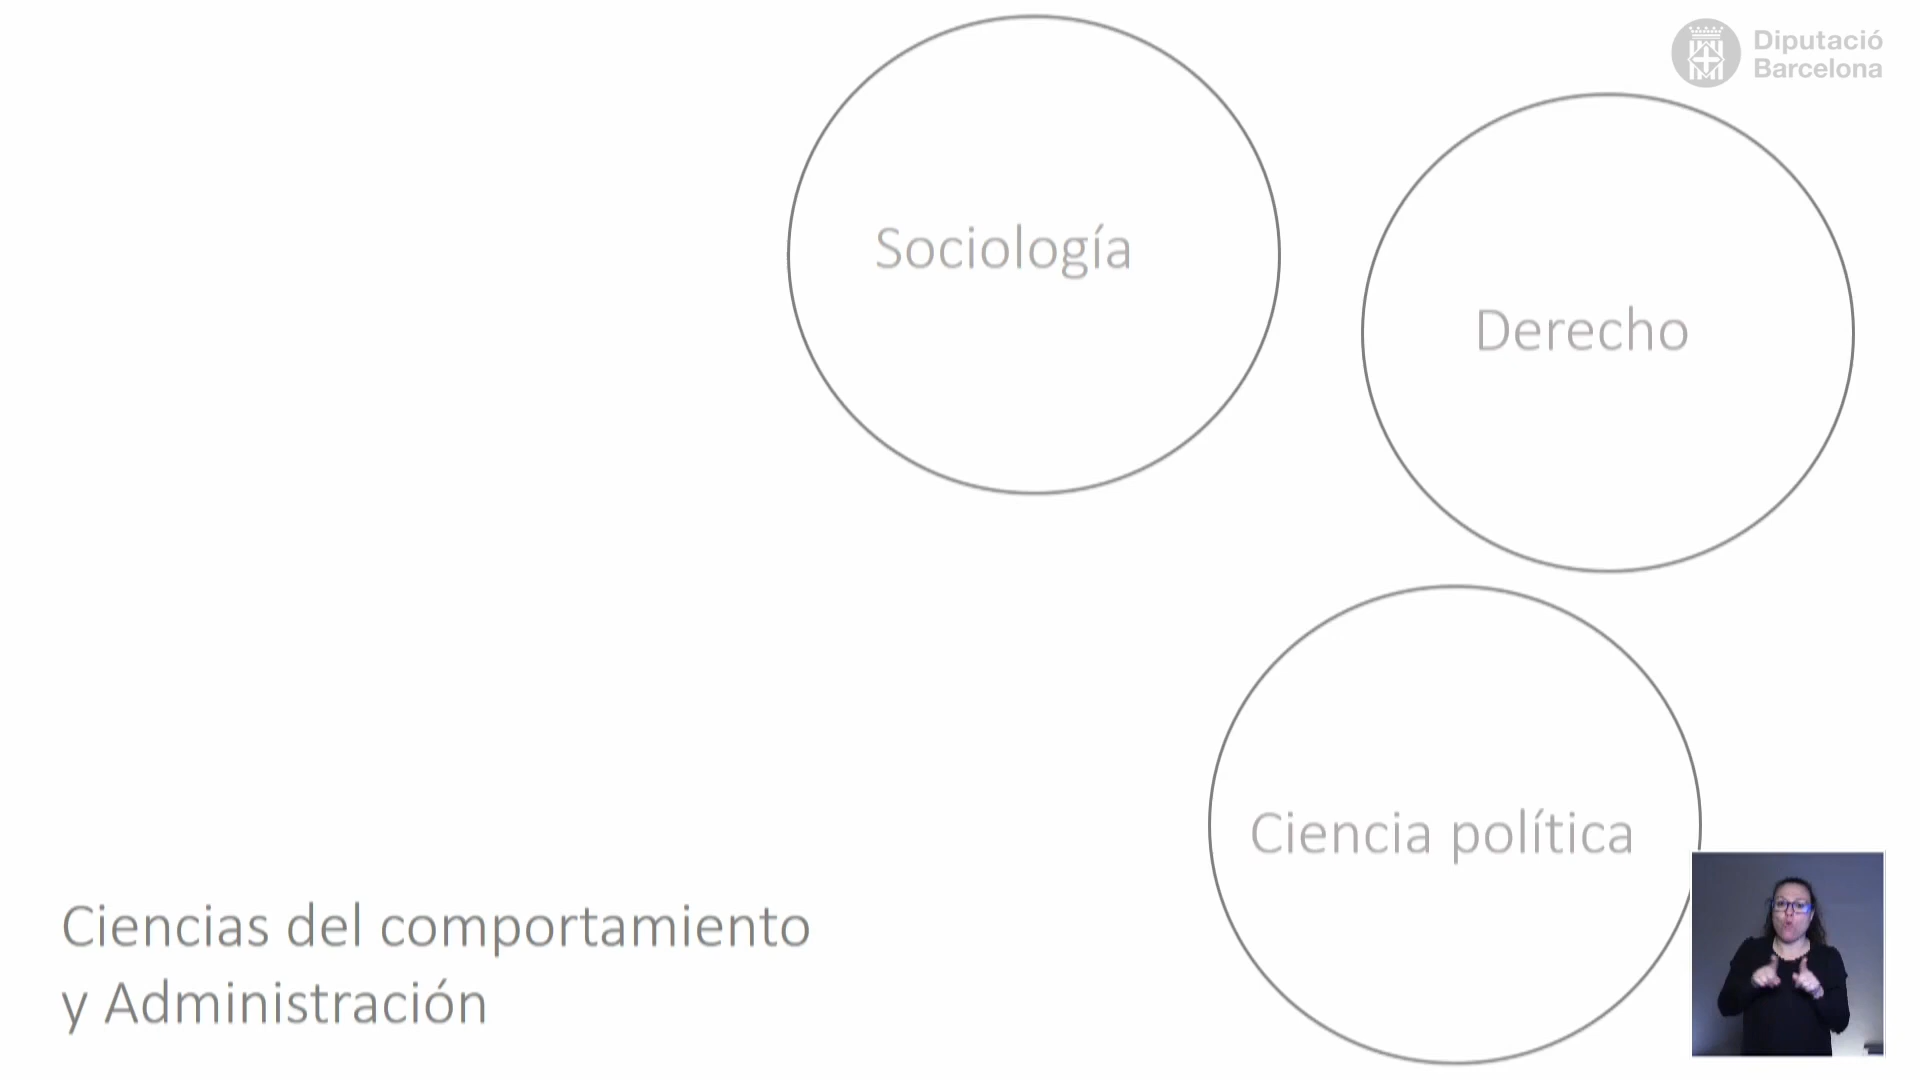 Diputació
Barcelona
Sociología
Derecho
Ciencia política
Ciencias del comportamiento
y Administración